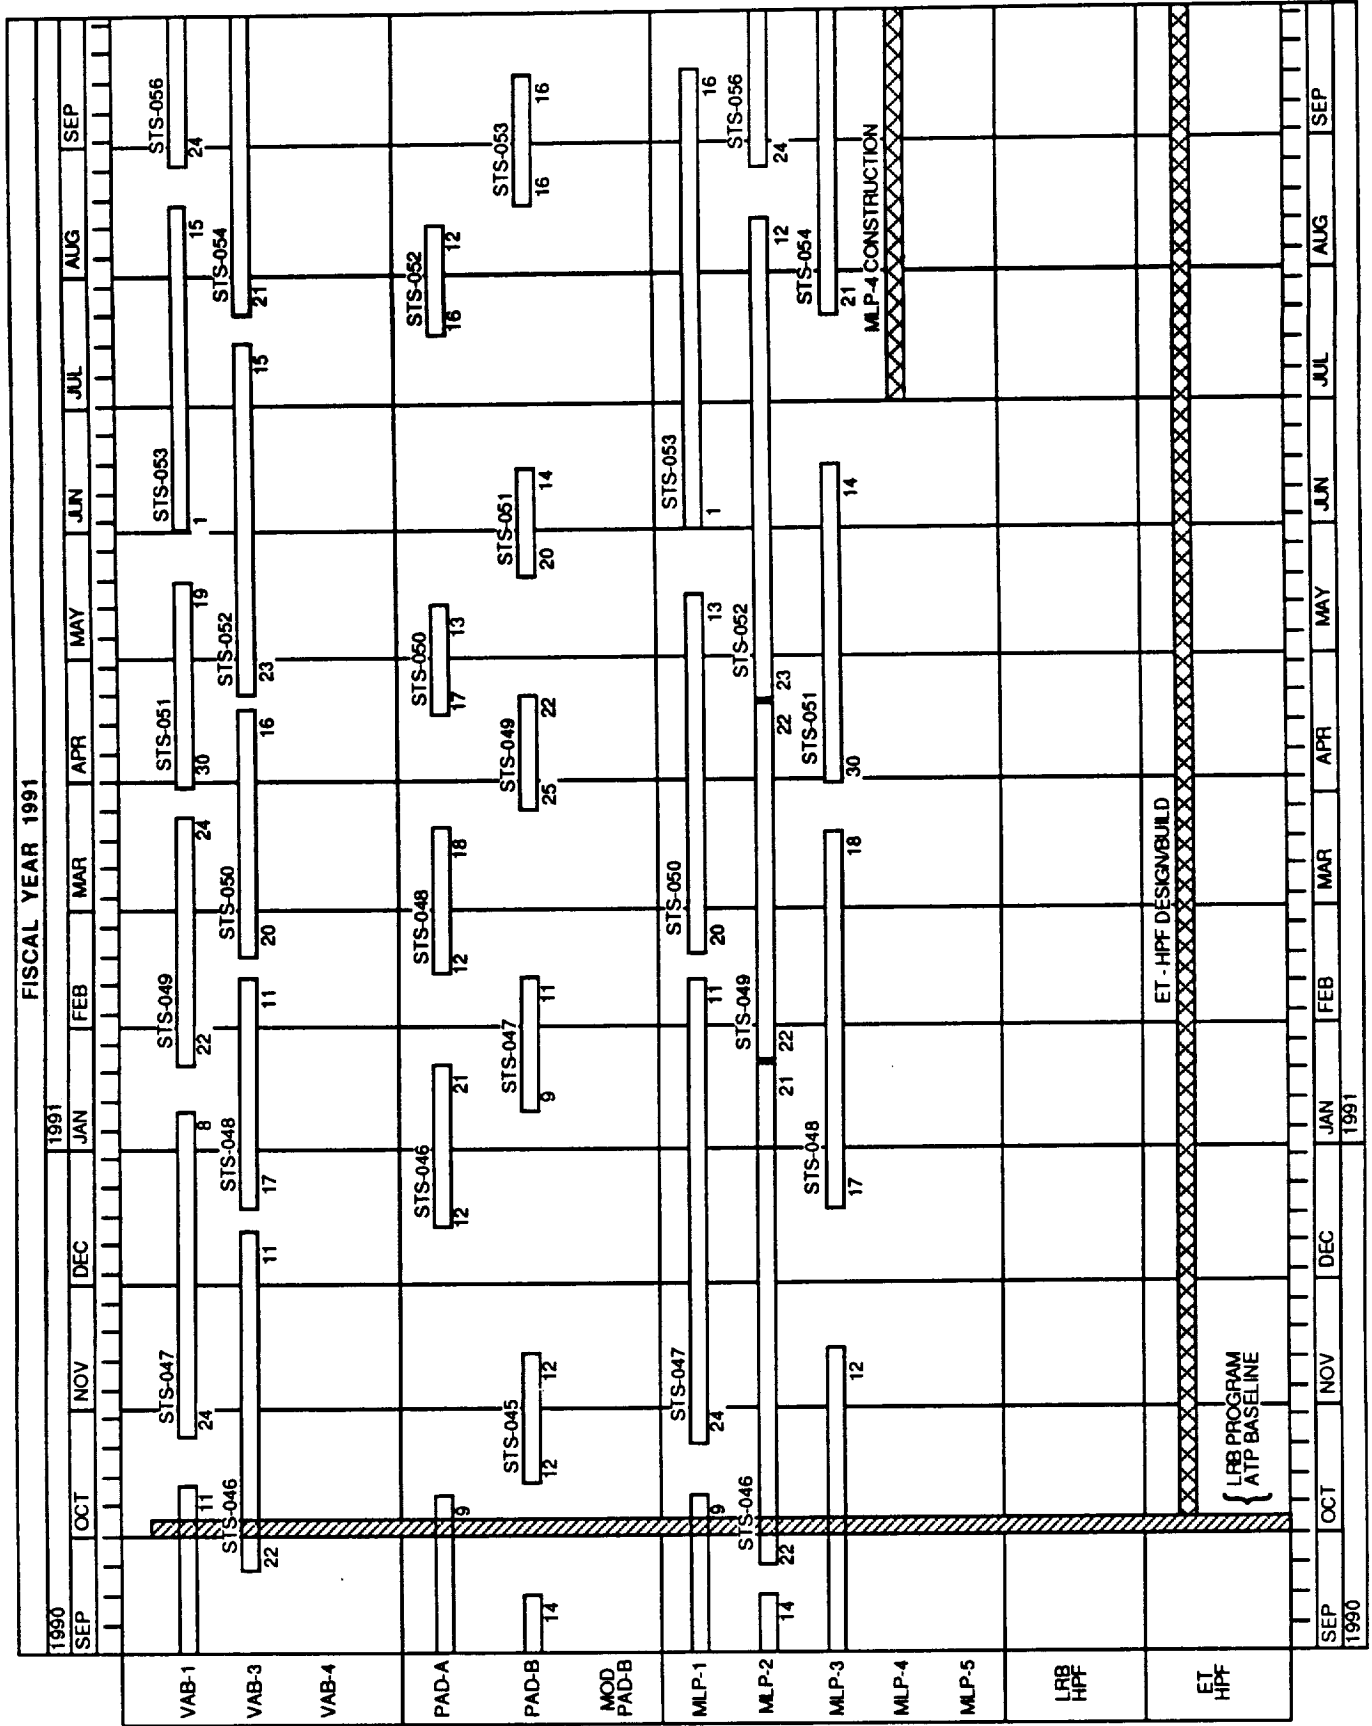 FISCAL YEAR 1991
1990 1991
SEP OCT NOV DEC JAN FEB MAR APR MAY JUN JUL AUG SEP
VAB-1
11
STS-047
24 8
STS-049
22 24
STS-051
30 19
STS-053
1 15
STS-056
24
VAB-3
STS-046
22 11
STS-048
17 11
STS-050
20 16
STS-052
23 15
STS-054
21
VAB-4
PAD-A
9
STS-046
12 21
STS-048
12 18
STS-050
17 13
STS-052
16 12
PAD-B
14
STS-045
12 12
STS-047
9 11
STS-049
25 22
STS-051
20 14
STS-053
16 16
MOD
PAD-B
MLP-1
9
STS-047
24 11
STS-050
20 13
STS-053
1 16
MLP-2
14
STS-046
22 21
STS-049
22 22
STS-052
23 12
STS-056
24
MLP-3
12
STS-048
17 18
STS-051
30 14
STS-054
21
MLP-4
MLP-4 CONSTRUCTION
MLP-5
LRB
HPF
ET
HPF
ET - HPF DESIGN/BUILD
{ LRB PROGRAM
ATP BASELINE
SEP OCT NOV DEC JAN FEB MAR APR MAY JUN JUL AUG SEP
1990 1991